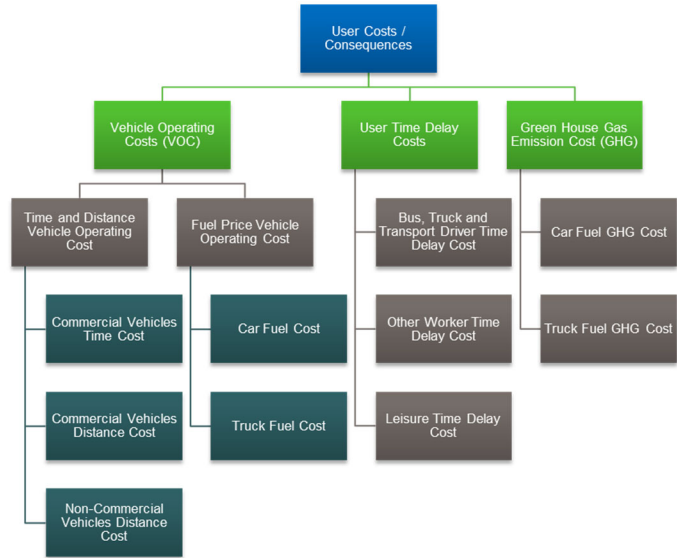 User Costs /
Consequences
Vehicle Operating
Costs (VOC)
User Time Delay
Costs
Green House Gas
Emission Cost (GHG)
Time and Distance
Vehicle Operating
Cost
Fuel Price Vehicle
Operating Cost
Bus, Truck and
Transport Driver Time
Delay Cost
Car Fuel GHG Cost
Commercial Vehicles
Time Cost
Car Fuel Cost
Other Worker Time
Delay Cost
Truck Fuel GHG Cost
Commercial Vehicles
Distance Cost
Truck Fuel Cost
Leisure Time Delay
Cost
Non-Commercial
Vehicles Distance
Cost